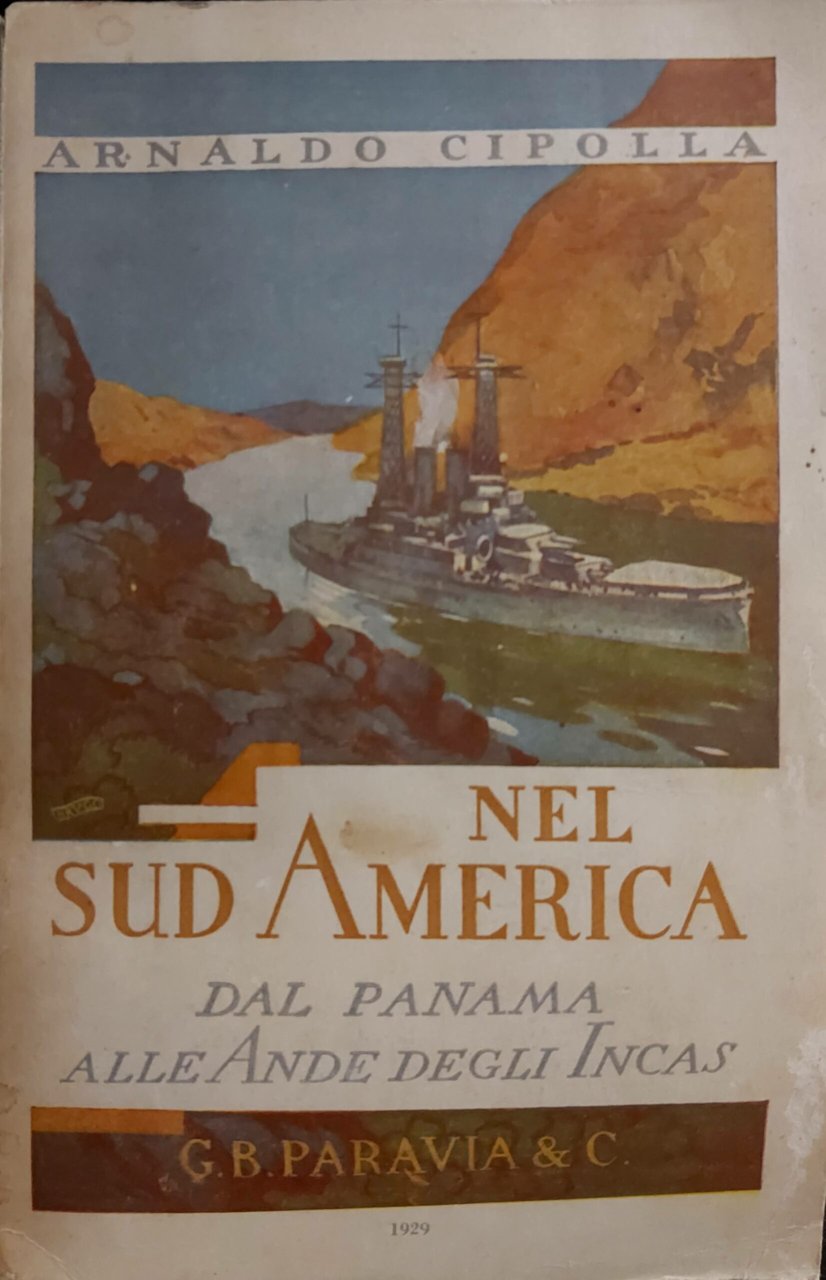 ARNALDO CIPOLLA
NEL
SUD AMERICA
DAL PANAMA
ALLE ANDE DEGLI INCAS
G. B. PARAVIA & C.
1929